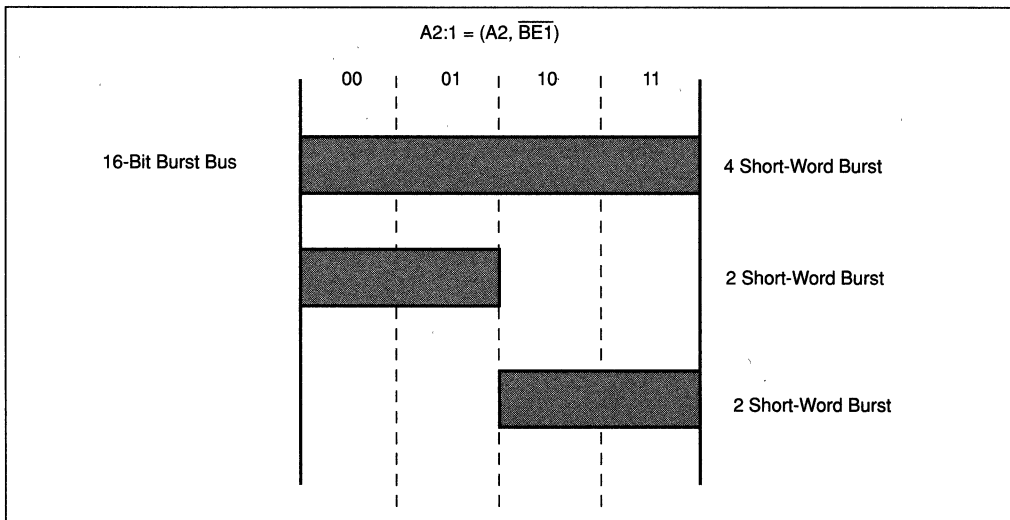 A2:1 = (A2, B̅E̅1̅)
00 01 10 11
16-Bit Burst Bus
4 Short-Word Burst
2 Short-Word Burst
2 Short-Word Burst